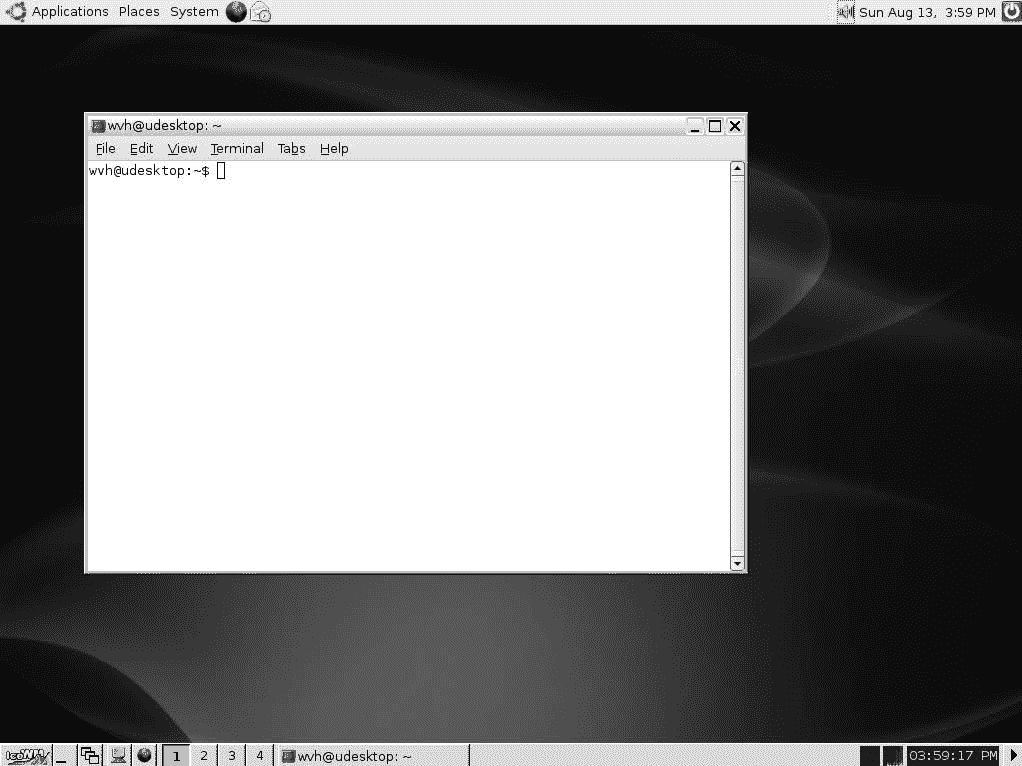 Applications Places System Sun Aug 13, 3:59 PM
wvh@udesktop: ~
File Edit View Terminal Tabs Help
wvh@udesktop:~$
IceWM 1 2 3 4 wvh@udesktop: ~ 03:59:17 PM